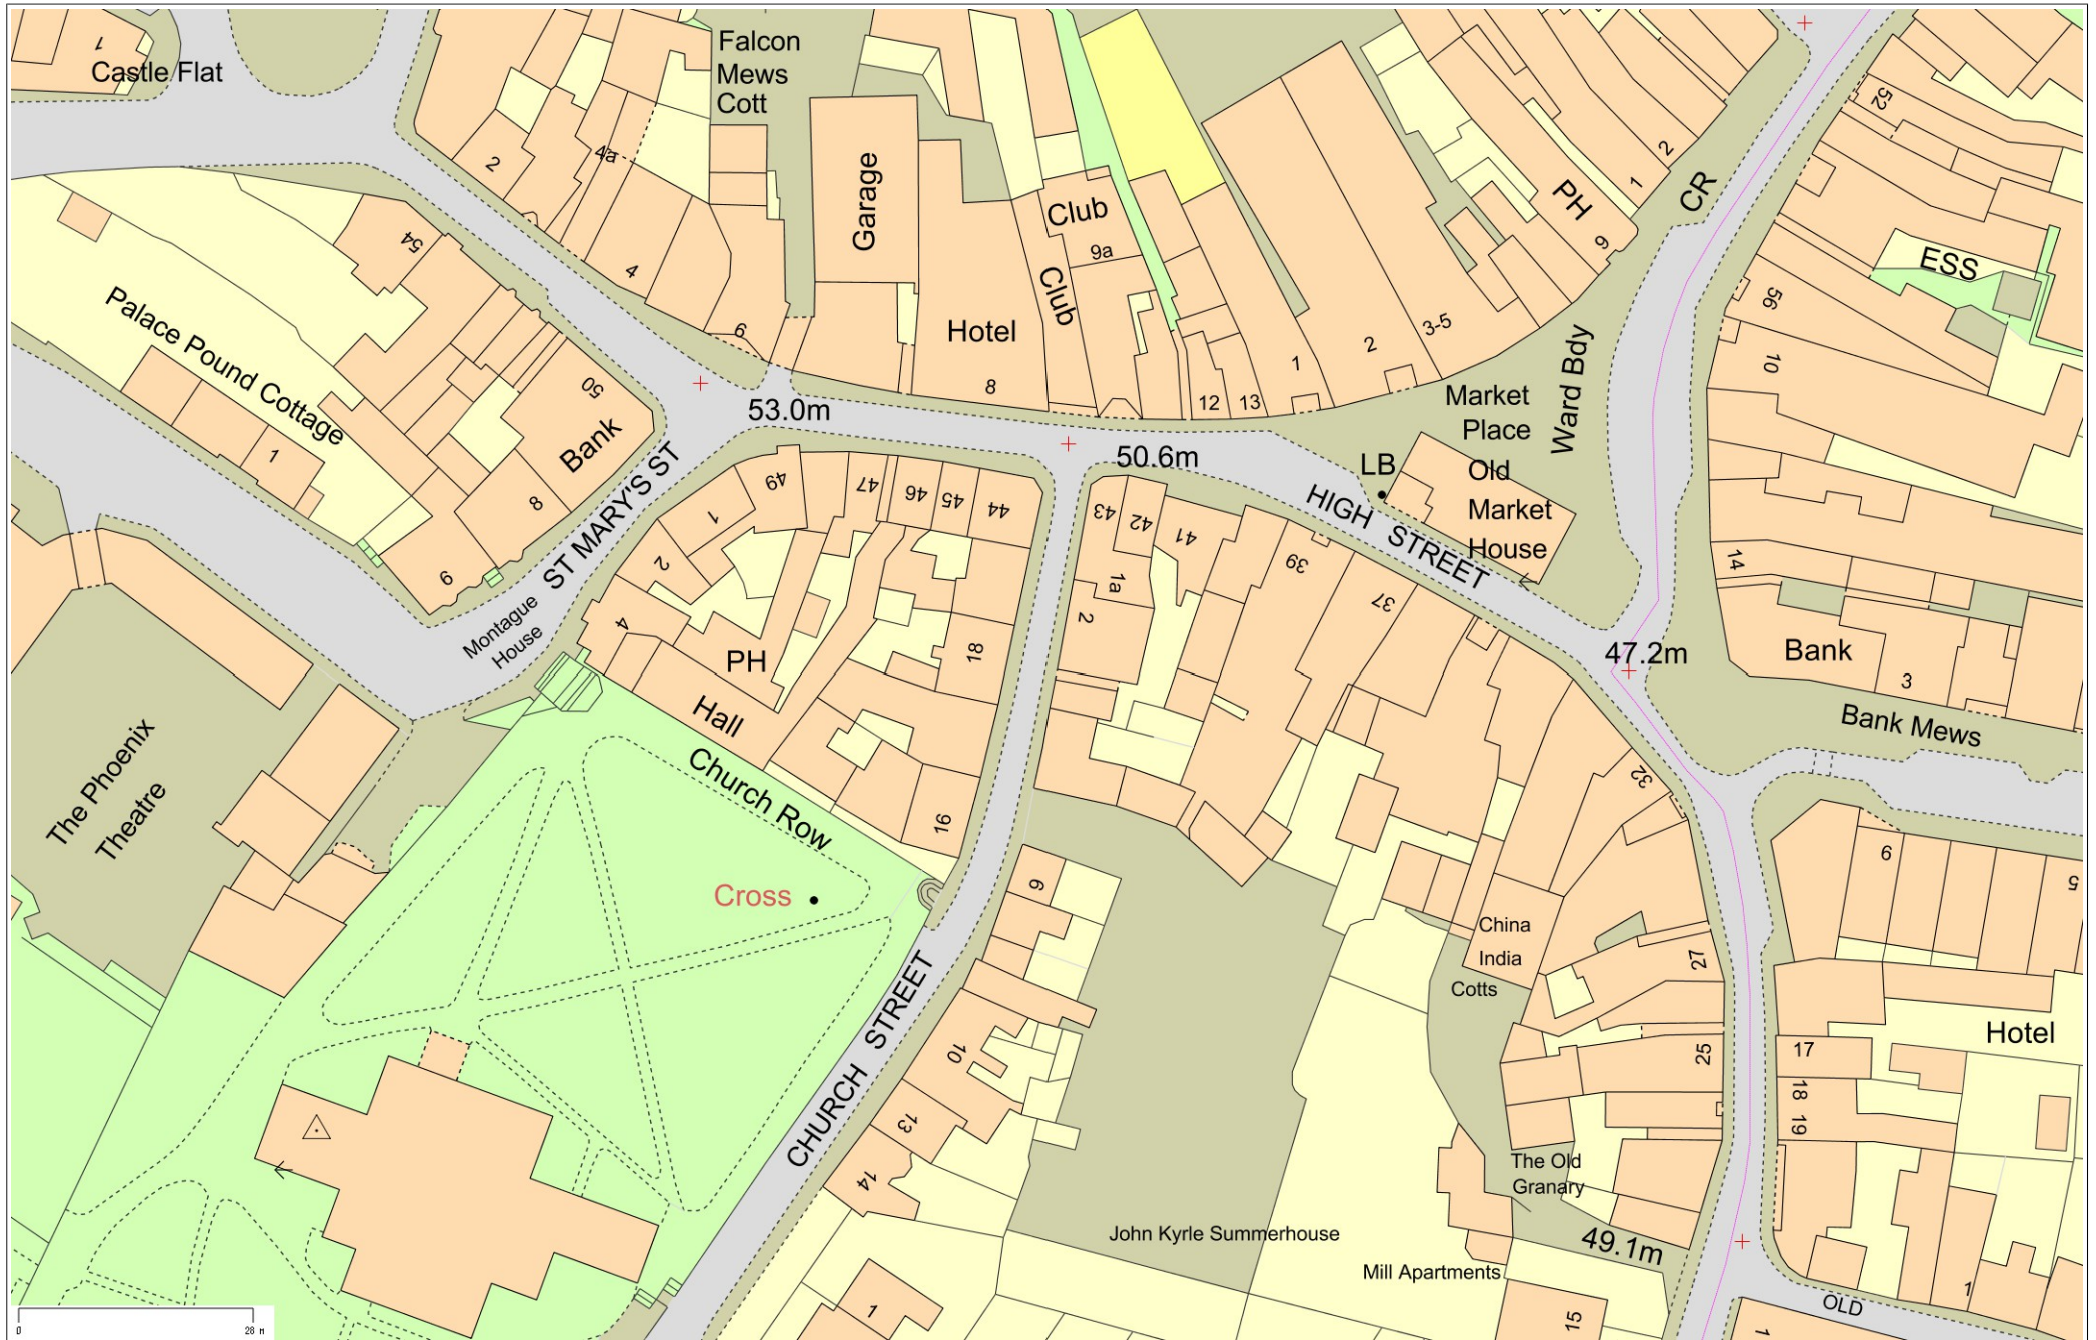 1
Castle Flat
Falcon
Mews
Cott
2
4a
4
6
Garage
Hotel
8
Club
9a
Club
12
13
1
2
3-5
PH
6
1
2
CR
52
ESS
56
10
14
Ward Bdy
Market
Place
LB
Old
Market
House
54
Palace Pound Cottage
1
50
Bank
8
6
53.0m
50.6m
ST MARY'S ST
HIGH STREET
Montague
House
49
47
46
45
44
1
2
4
PH
Hall
18
16
Church Row
43
42
41
1a
2
39
37
32
47.2m
Bank
3
Bank Mews
The Phoenix
Theatre
Cross
CHURCH STREET
6
10
13
14
1
China
India
Cotts
27
25
6
5
Hotel
17
18
19
The Old
Granary
49.1m
John Kyrle Summerhouse
Mill Apartments
15
OLD
1
1
0
28 M